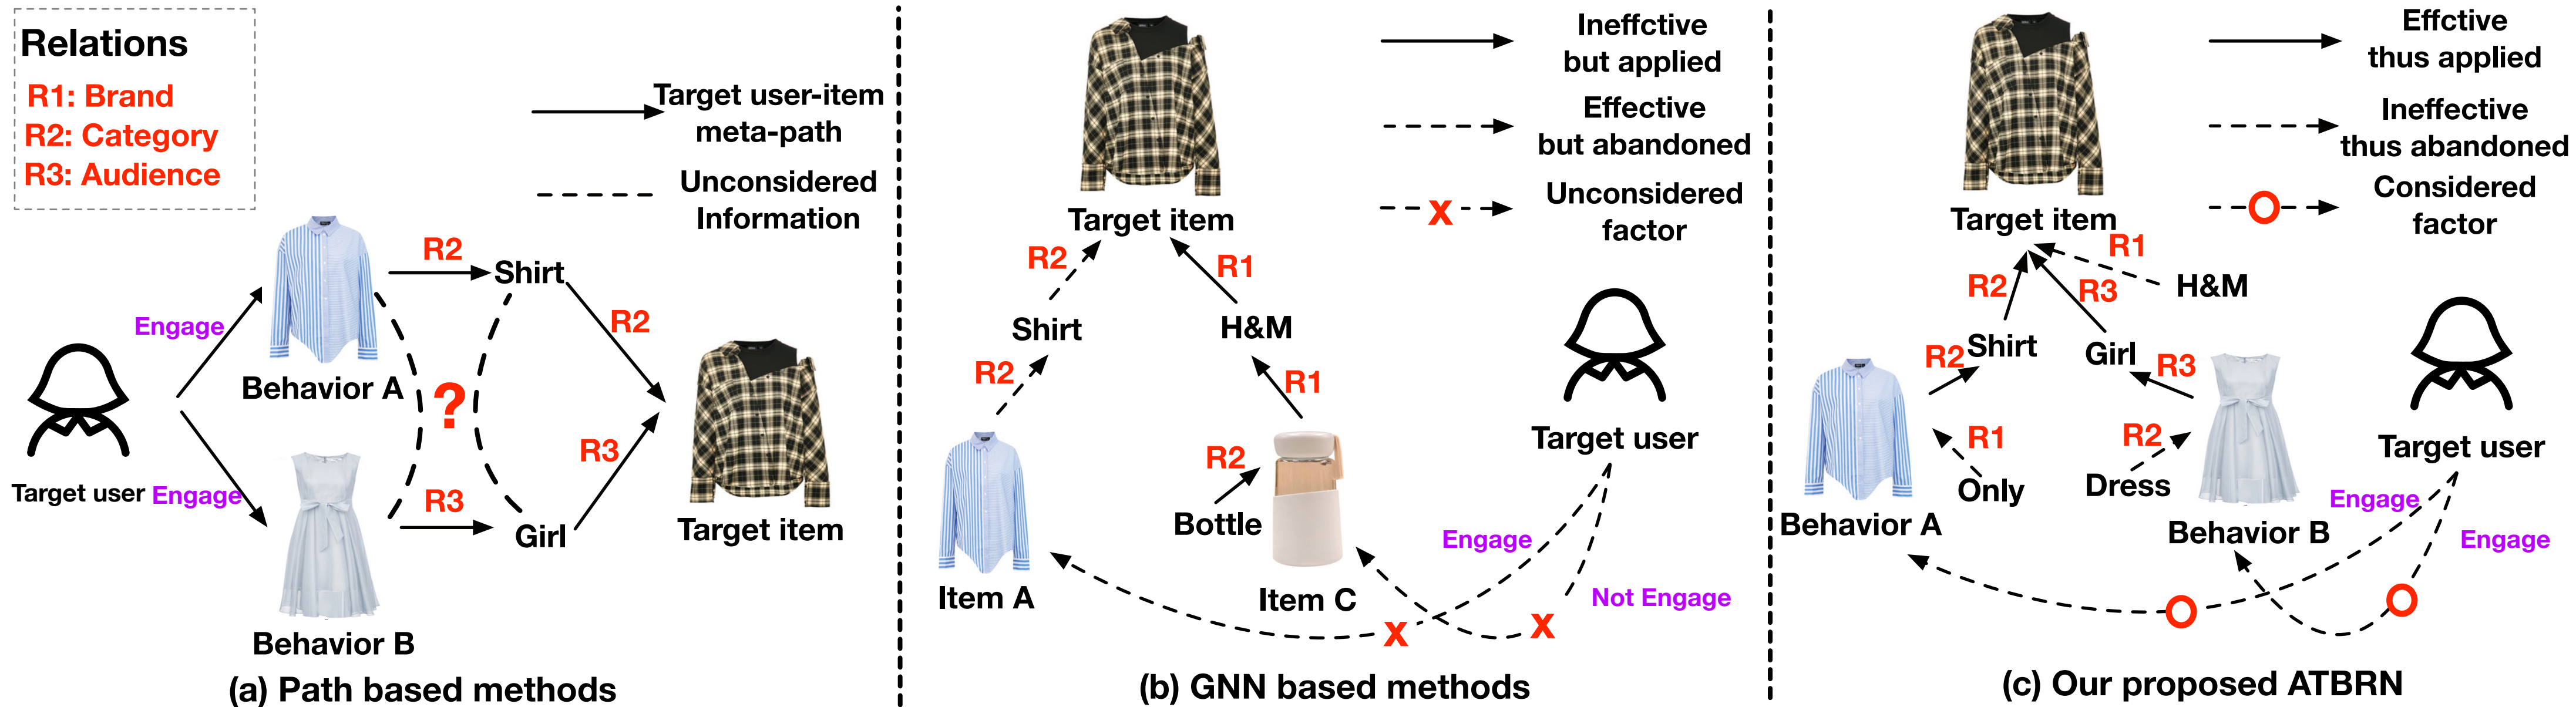 Relations
R1: Brand
R2: Category
R3: Audience
Target user-item
meta-path
Unconsidered
Information
R2
Shirt
Engage
R2
Behavior A
?
Target user
Engage
R3
R3
Girl
Target item
Behavior B
(a) Path based methods
Ineffctive
but applied
Effective
but abandoned
X
Unconsidered
factor
Target item
R2
R1
Shirt
H&M
R2
R1
Target user
R2
Bottle
Engage
Item A
Item C
Not Engage
X
X
(b) GNN based methods
Effctive
thus applied
Ineffective
thus abandoned
Considered
factor
Target item
R1
R2
R3
H&M
Shirt
Girl
R2
R3
R1
R2
Target user
Only
Dress
Engage
Behavior A
Behavior B
Engage
(c) Our proposed ATBRN